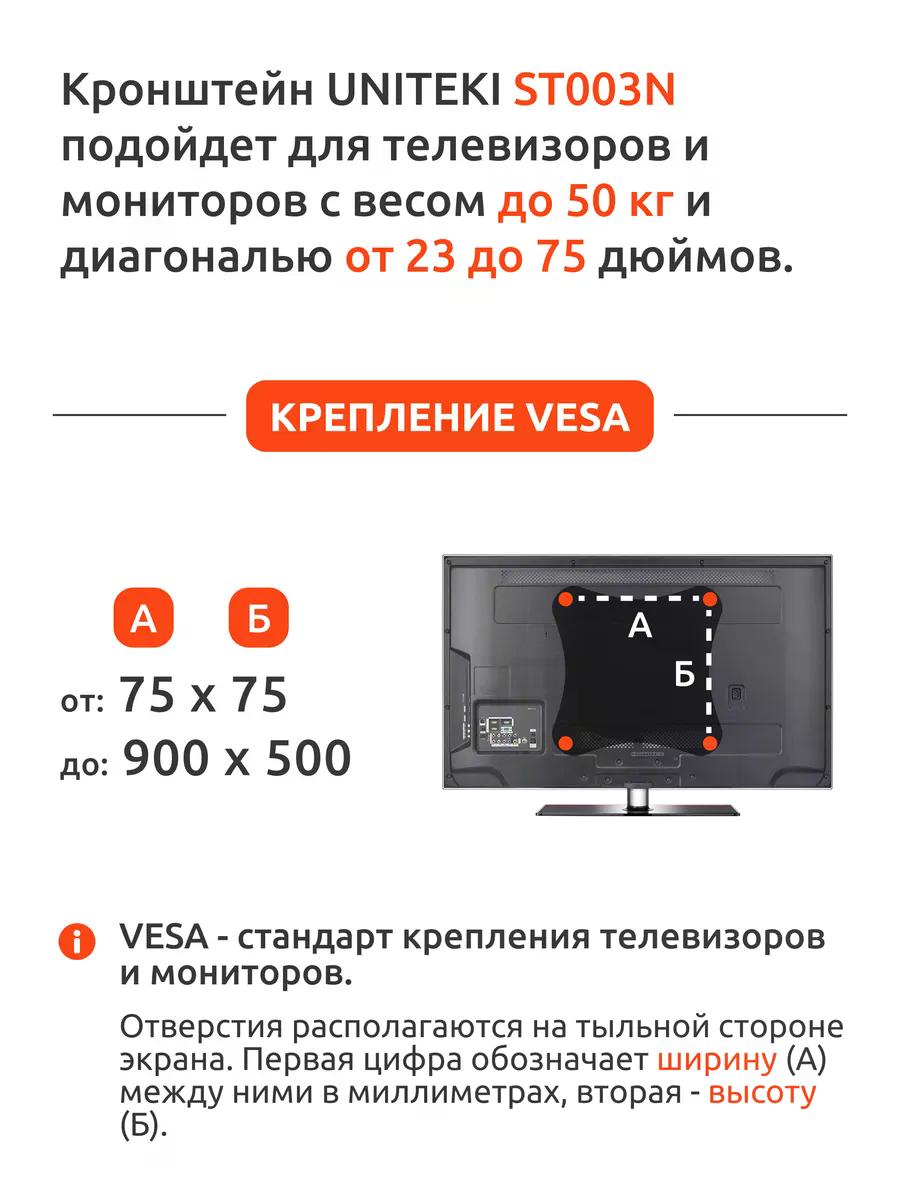 Кронштейн UNITEKI ST003N
подойдет для телевизоров и
мониторов с весом до 50 кг и
диагональю от 23 до 75 дюймов.
КРЕПЛЕНИЕ VESA
А Б
от: 75 x 75
до: 900 x 500
А
Б
VESA - стандарт крепления телевизоров
и мониторов.
Отверстия располагаются на тыльной стороне
экрана. Первая цифра обозначает ширину (А)
между ними в миллиметрах, вторая - высоту
(Б).